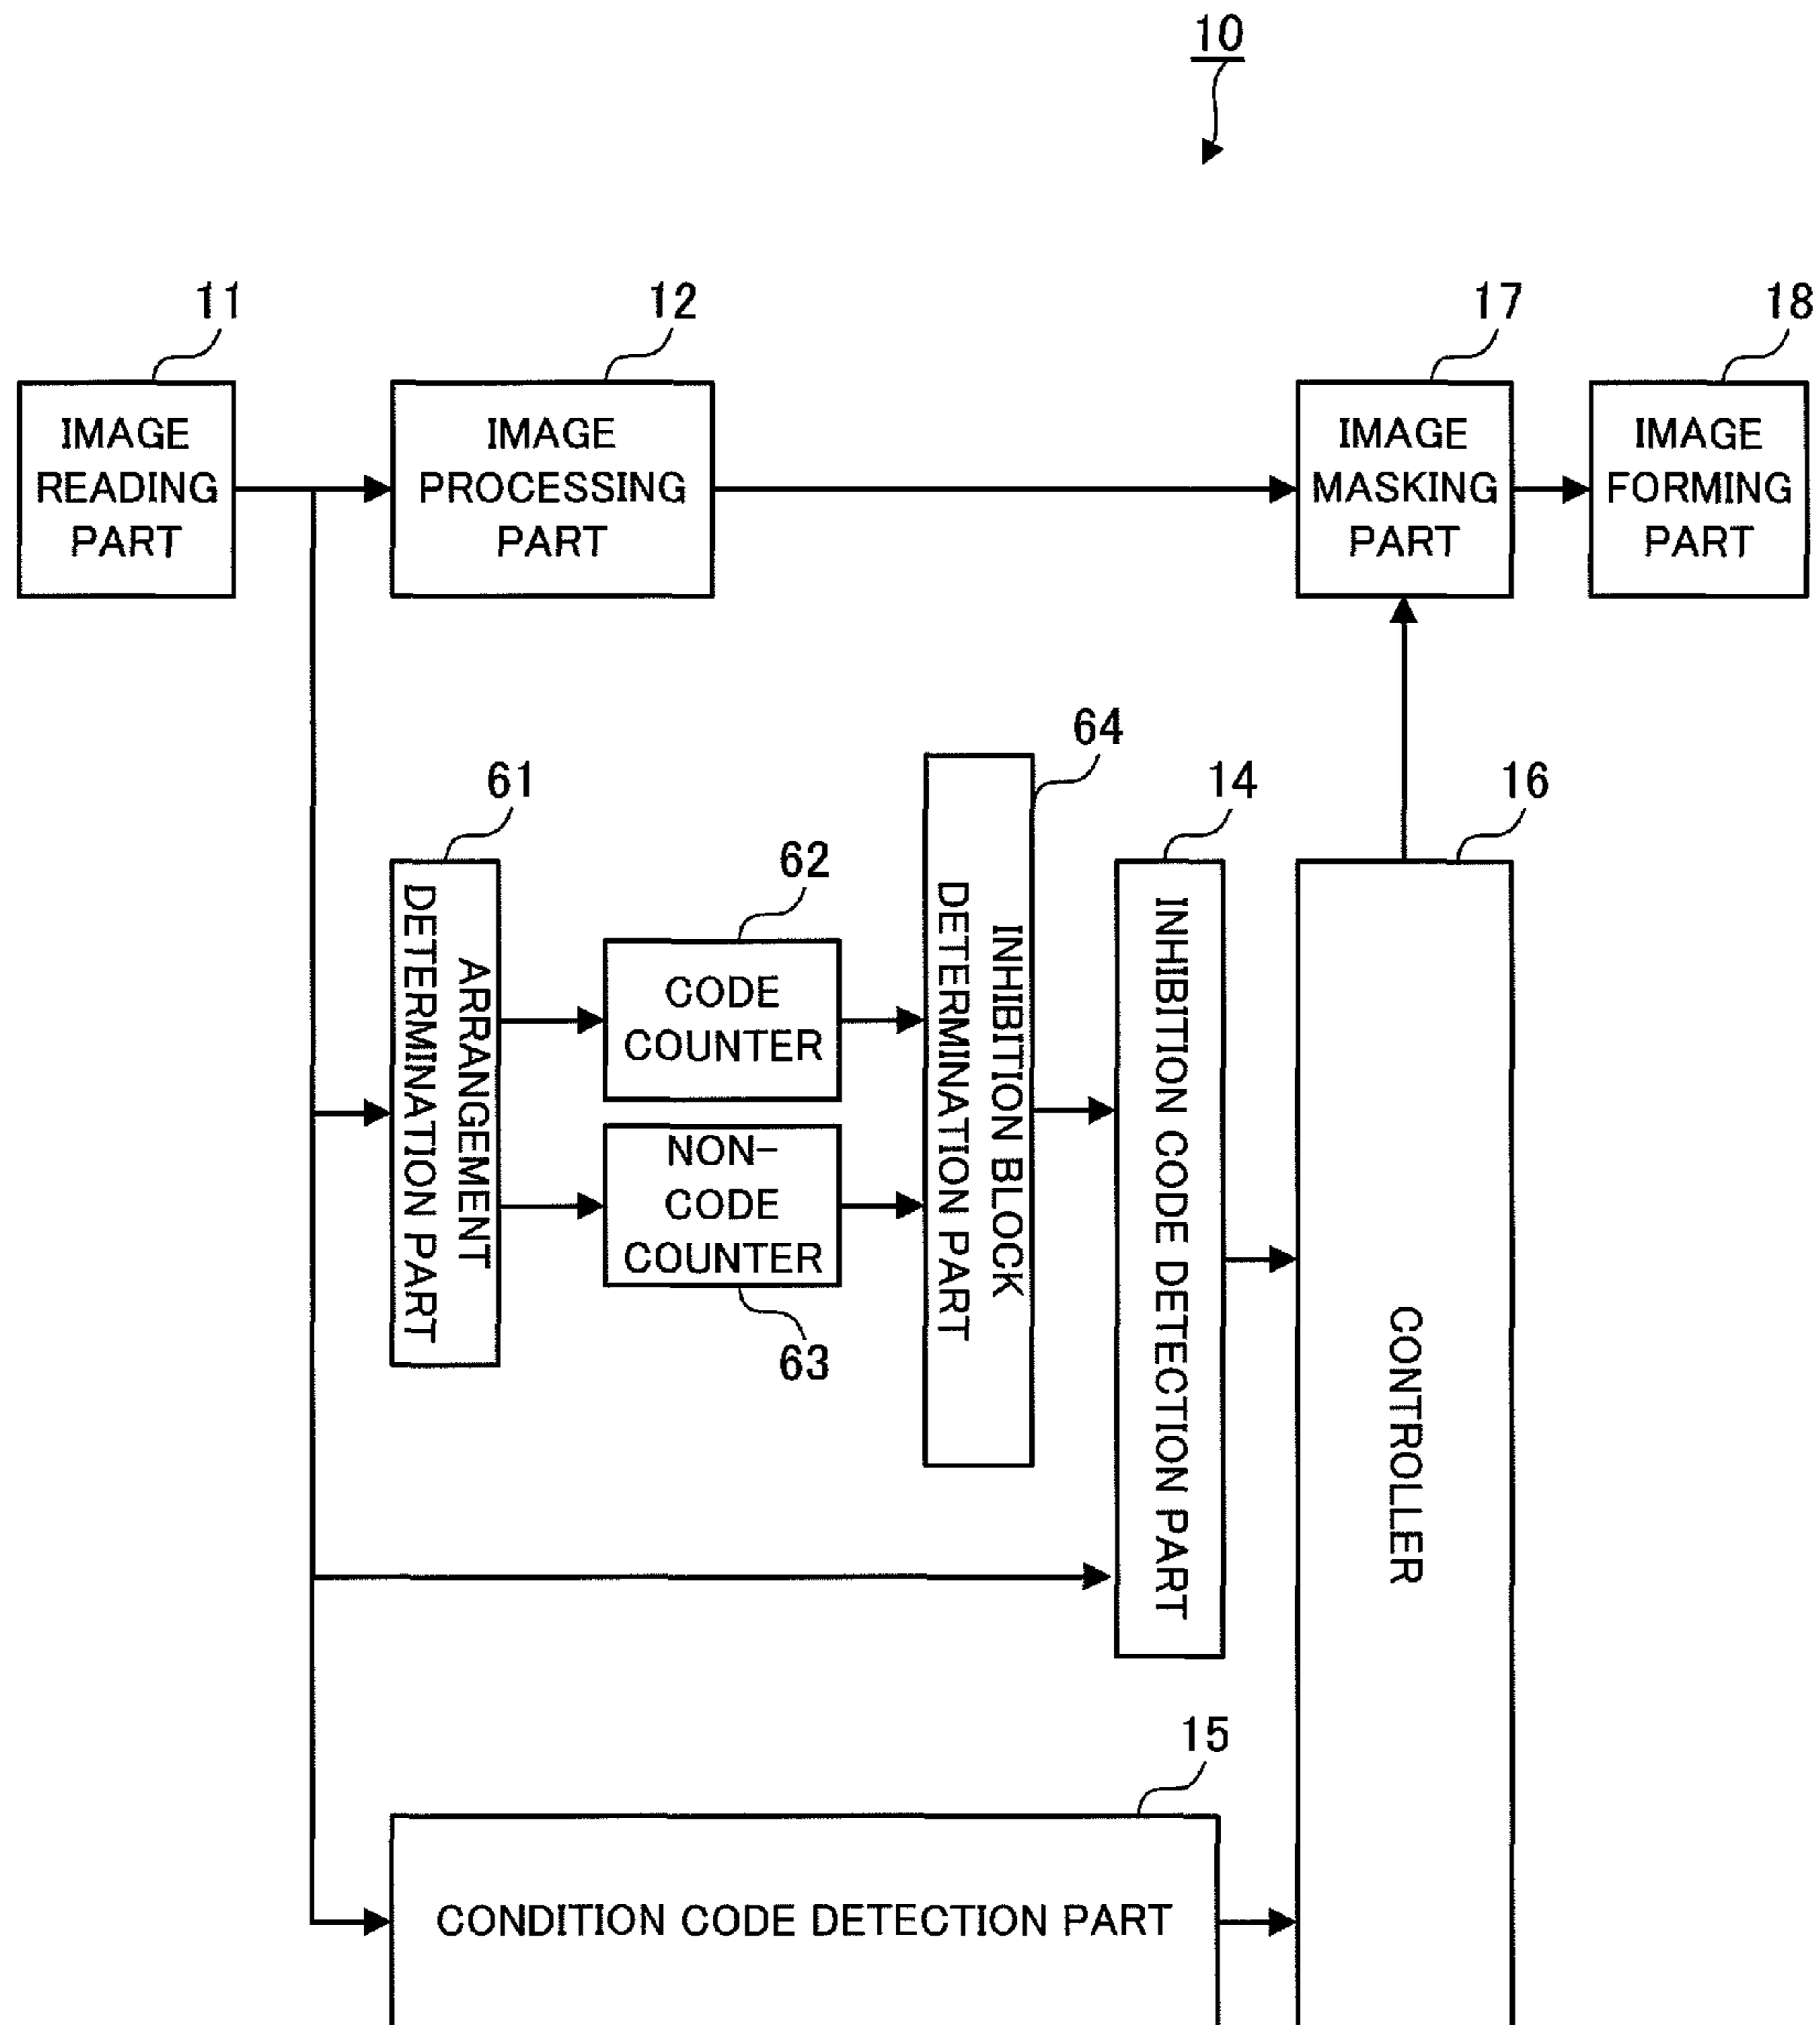 10
11
IMAGE
READING
PART
12
IMAGE
PROCESSING
PART
17
IMAGE
MASKING
PART
18
IMAGE
FORMING
PART
61
ARRANGEMENT
DETERMINATION PART
62
CODE
COUNTER
NON-
CODE
COUNTER
63
64
INHIBITION BLOCK
DETERMINATION PART
14
INHIBITION CODE DETECTION PART
16
CONTROLLER
15
CONDITION CODE DETECTION PART